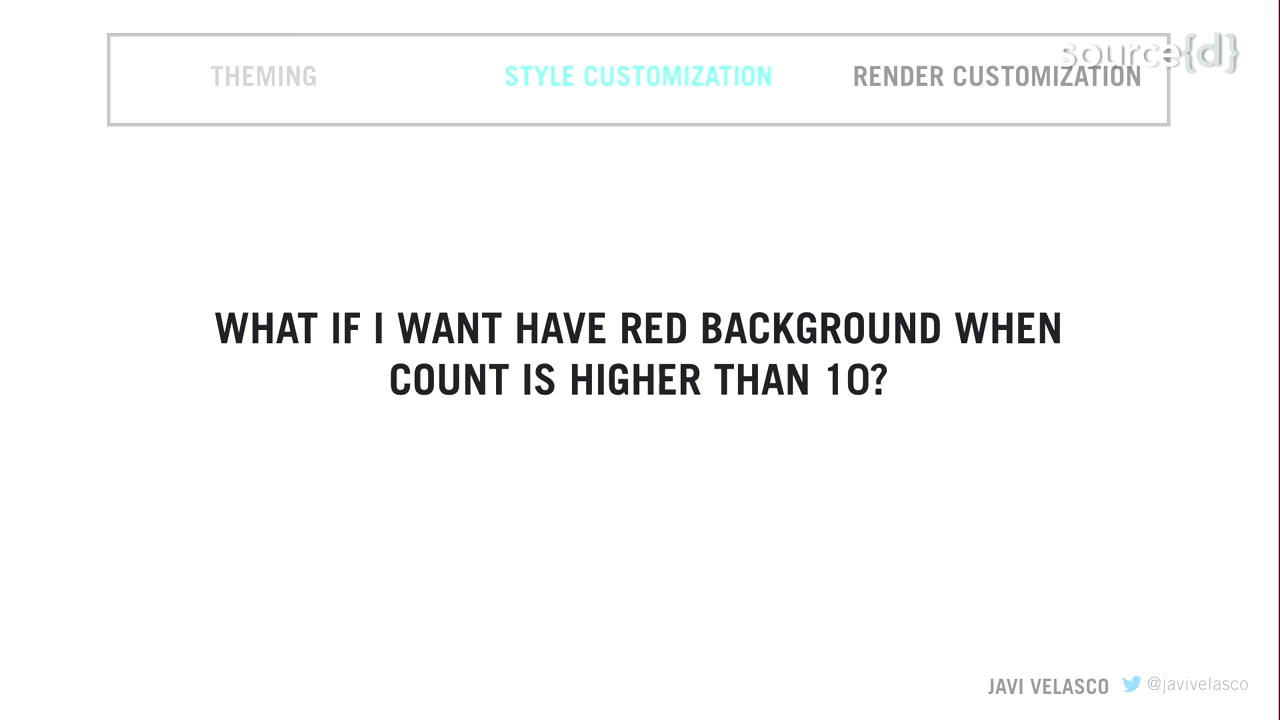 THEMING STYLE CUSTOMIZATION RENDER CUSTOMIZATION
source{d}
WHAT IF I WANT HAVE RED BACKGROUND WHEN
COUNT IS HIGHER THAN 10?
JAVI VELASCO @javivelasco